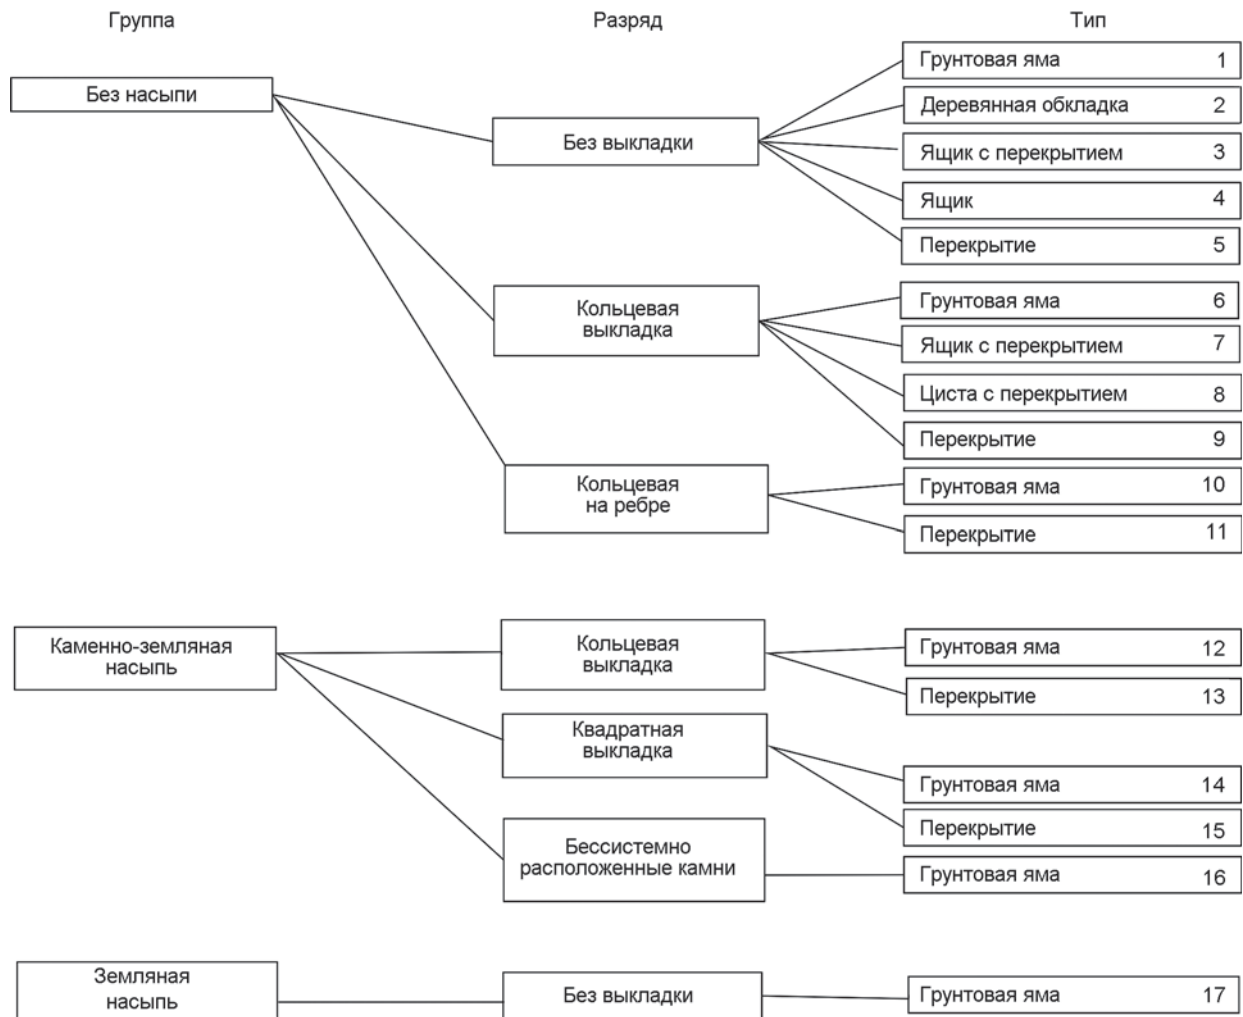 Группа
Разряд
Тип
Без насыпи
Без выкладки
Грунтовая яма 1
Деревянная обкладка 2
Ящик с перекрытием 3
Ящик 4
Перекрытие 5
Кольцевая
выкладка
Грунтовая яма 6
Ящик с перекрытием 7
Циста с перекрытием 8
Перекрытие 9
Кольцевая
на ребре
Грунтовая яма 10
Перекрытие 11
Каменно-земляная
насыпь
Кольцевая
выкладка
Грунтовая яма 12
Перекрытие 13
Квадратная
выкладка
Грунтовая яма 14
Перекрытие 15
Бессистемно
расположенные камни
Грунтовая яма 16
Земляная
насыпь
Без выкладки
Грунтовая яма 17